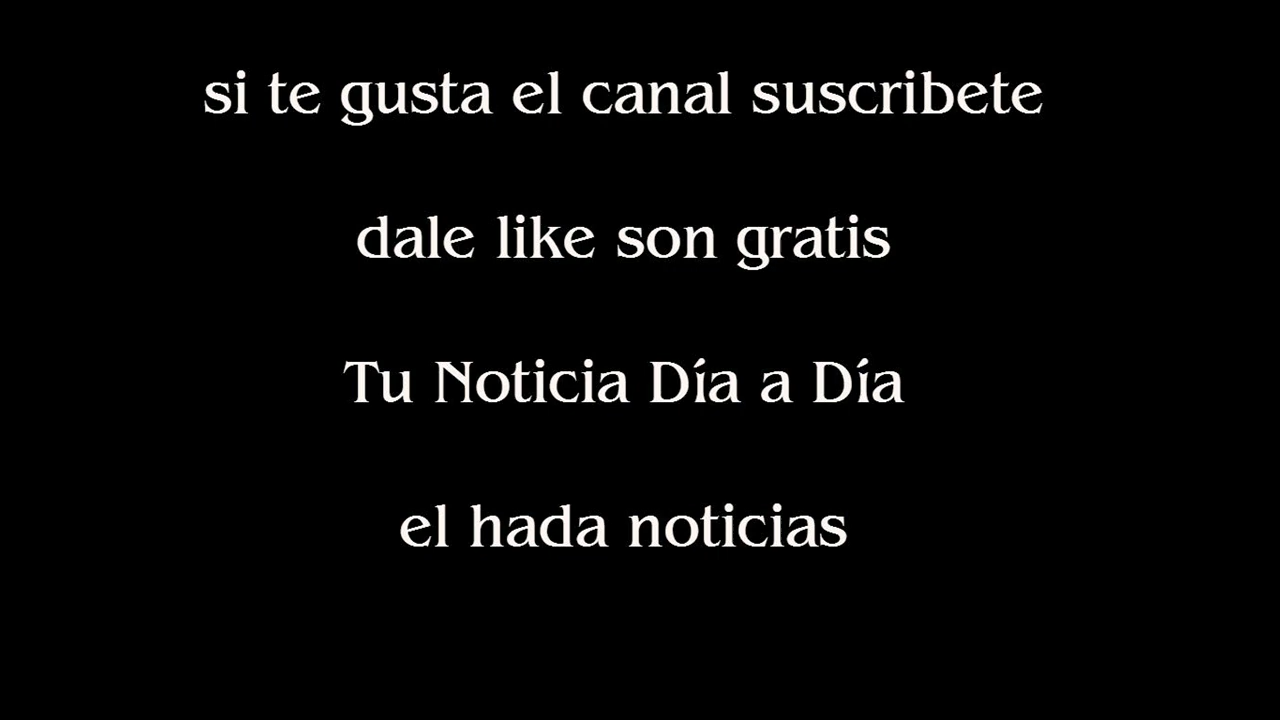 si te gusta el canal suscribete
dale like son gratis
Tu Noticia Día a Día
el hada noticias